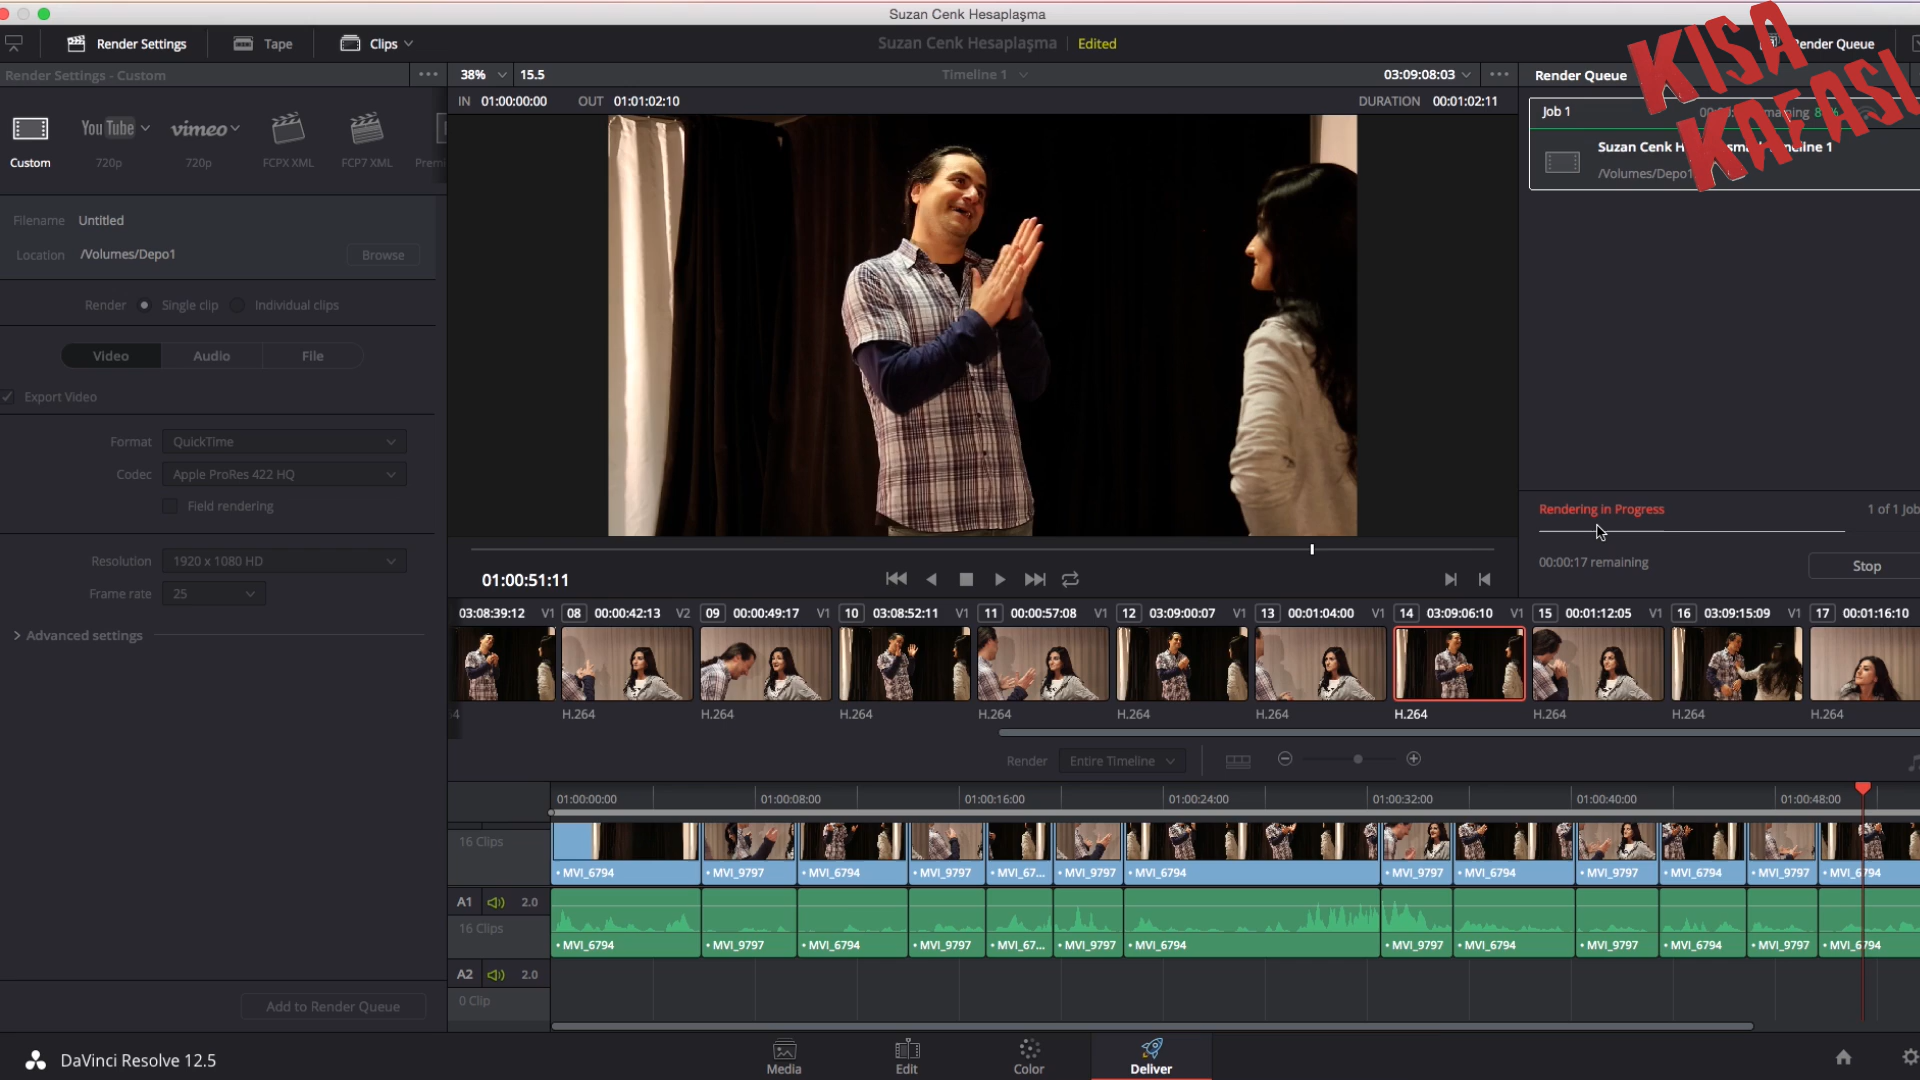 Suzan Cenk Hesaplaşma
Render Settings
Tape
Clips
Suzan Cenk Hesaplaşma
Edited
Render Queue
KISA KAFASI
Render Settings - Custom
38%
15.5
Timeline 1
03:09:08:03
Render Queue
IN 01:00:00:00 OUT 01:01:02:10
DURATION 00:01:02:11
Job 1
Suzan Cenk
Timeline 1
/Volumes/Depo1
YouTube
vimeo
Custom
720p
720p
FCPX XML
FCP7 XML
Filename Untitled
Location /Volumes/Depo1
Browse
Render Single clip Individual clips
Video Audio File
Export Video
Format QuickTime
Codec Apple ProRes 422 HQ
Field rendering
Resolution 1920 x 1080 HD
Frame rate 25
Advanced settings
Add to Render Queue
Rendering in Progress
1 of 1 Job
00:00:17 remaining
Stop
01:00:51:11
03:08:39:12 V1 08 00:00:42:13 V2 09 00:00:49:17 V1 10 03:08:52:11 V1 11 00:00:57:08 V1 12 03:09:00:07 V1 13 00:01:04:00 V1 14 03:09:06:10 V1 15 00:01:12:05 V1 16 03:09:15:09 V1 17 00:01:16:10
H.264 H.264 H.264 H.264 H.264 H.264 H.264 H.264 H.264 H.264
Render Entire Timeline
01:00:00:00 01:00:08:00 01:00:16:00 01:00:24:00 01:00:32:00 01:00:40:00 01:00:48:00
16 Clips
MVI_6794 MVI_9797 MVI_6794 MVI_9797 MVI_67... MVI_9797 MVI_6794 MVI_9797 MVI_6794 MVI_9797 MVI_6794 MVI_9797 MVI_6794
A1 2.0
16 Clips
MVI_6794 MVI_9797 MVI_6794 MVI_9797 MVI_67... MVI_9797 MVI_6794 MVI_9797 MVI_6794 MVI_9797 MVI_6794 MVI_9797 MVI_6794
A2 2.0
0 Clip
DaVinci Resolve 12.5
Media
Edit
Color
Deliver